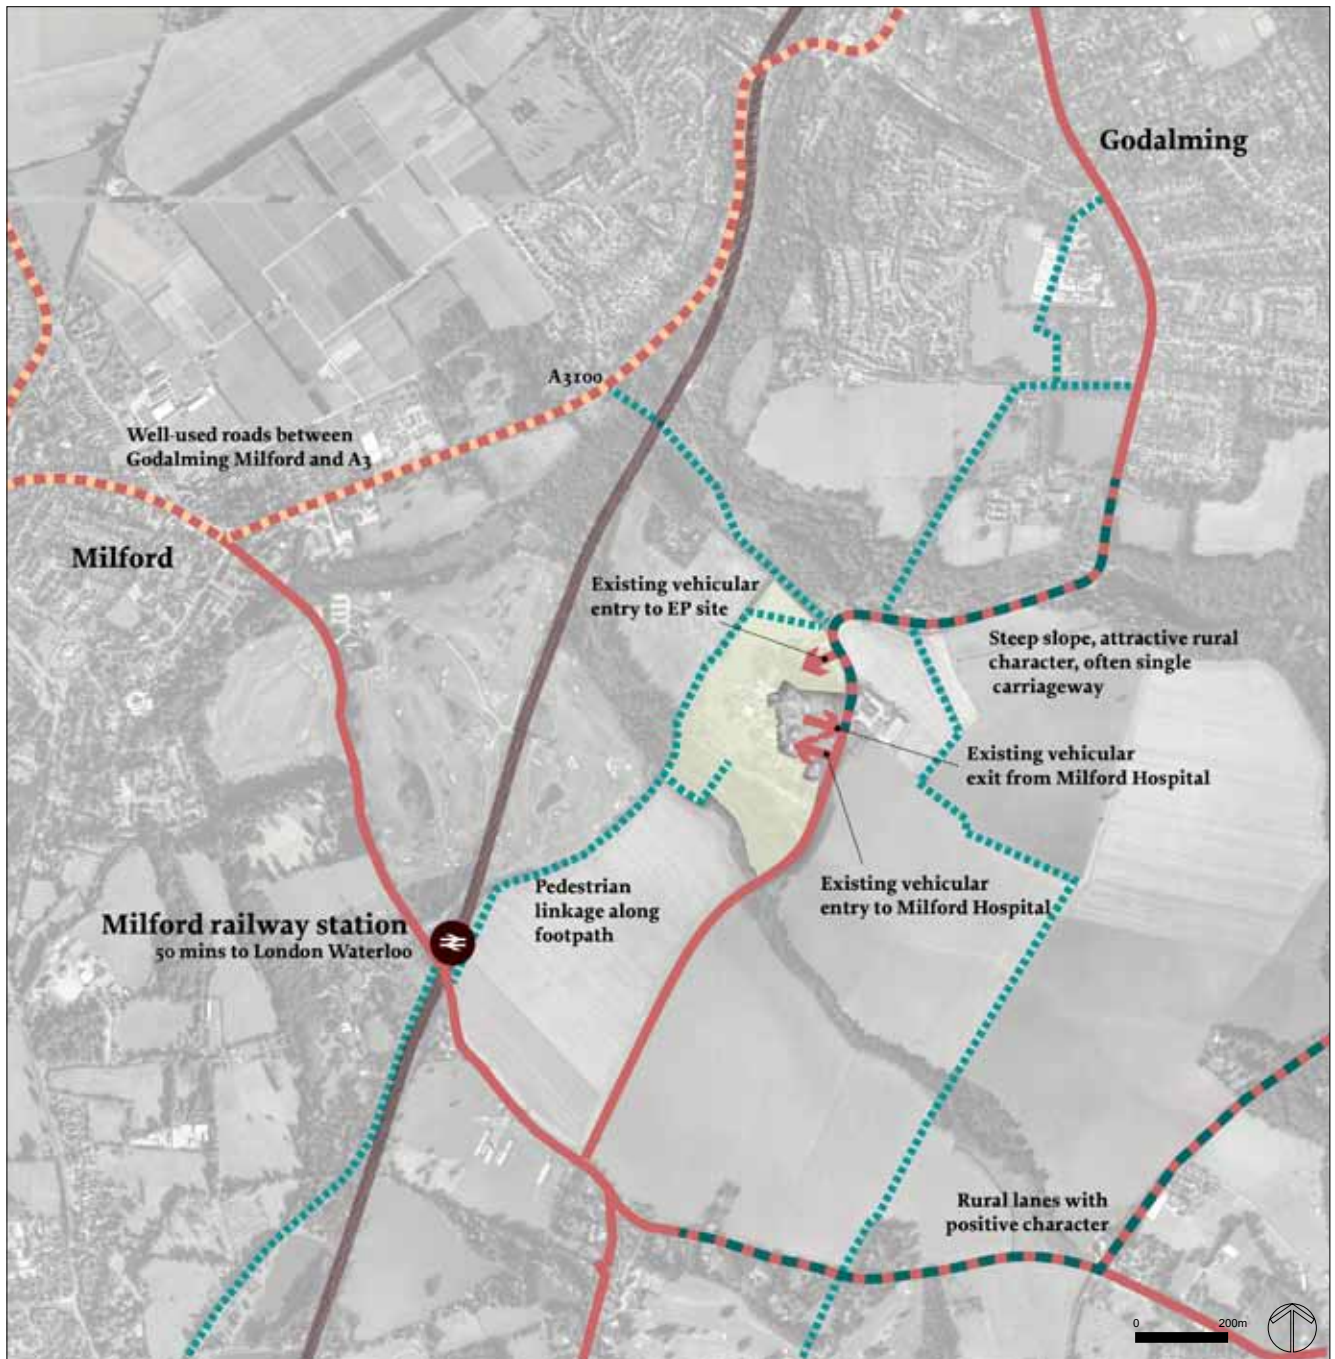 Godalming
A3100
Well-used roads between
Godalming Milford and A3
Milford
Existing vehicular
entry to EP site
Steep slope, attractive rural
character, often single
carriageway
Existing vehicular
exit from Milford Hospital
Existing vehicular
entry to Milford Hospital
Pedestrian
linkage along
footpath
Milford railway station
50 mins to London Waterloo
Rural lanes with
positive character
0 200m